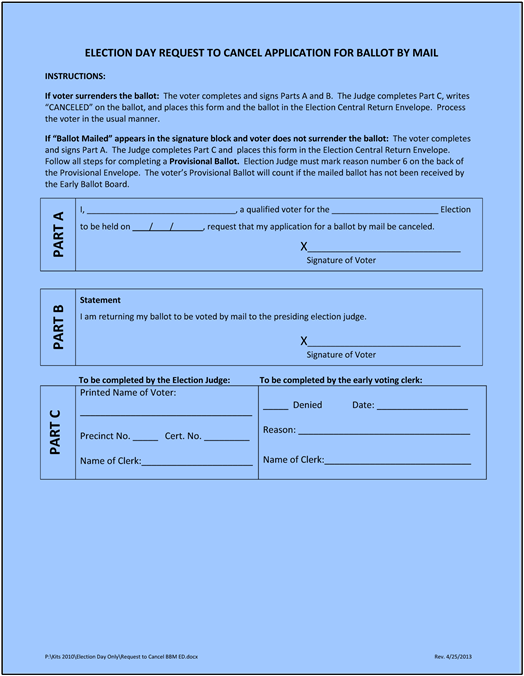 ELECTION DAY REQUEST TO CANCEL APPLICATION FOR BALLOT BY MAIL
INSTRUCTIONS:
If voter surrenders the ballot: The voter completes and signs Parts A and B. The Judge completes Part C, writes
“CANCELED” on the ballot, and places this form and the ballot in the Election Central Return Envelope. Process
the voter in the usual manner.
If “Ballot Mailed” appears in the signature block and voter does not surrender the ballot: The voter completes
and signs Part A. The Judge completes Part C and places this form in the Election Central Return Envelope.
Follow all steps for completing a Provisional Ballot. Election Judge must mark reason number 6 on the back of
the Provisional Envelope. The voter’s Provisional Ballot will count if the mailed ballot has not been received by
the Early Ballot Board.
PART A
I, ________________________________, a qualified voter for the _______________________ Election
to be held on ____/____/_______, request that my application for a ballot by mail be canceled.
X______________________________
Signature of Voter
PART B
Statement
I am returning my ballot to be voted by mail to the presiding election judge.
X______________________________
Signature of Voter
To be completed by the Election Judge: To be completed by the early voting clerk:
PART C
Printed Name of Voter:
_____________________________________
Precinct No. _____ Cert. No. _________
Name of Clerk:________________________
_____ Denied Date: ___________________
Reason: _____________________________________
Name of Clerk:_______________________________
P:\Kits 2010\Election Day Only\Request to Cancel BBM ED.docx Rev. 4/25/2013